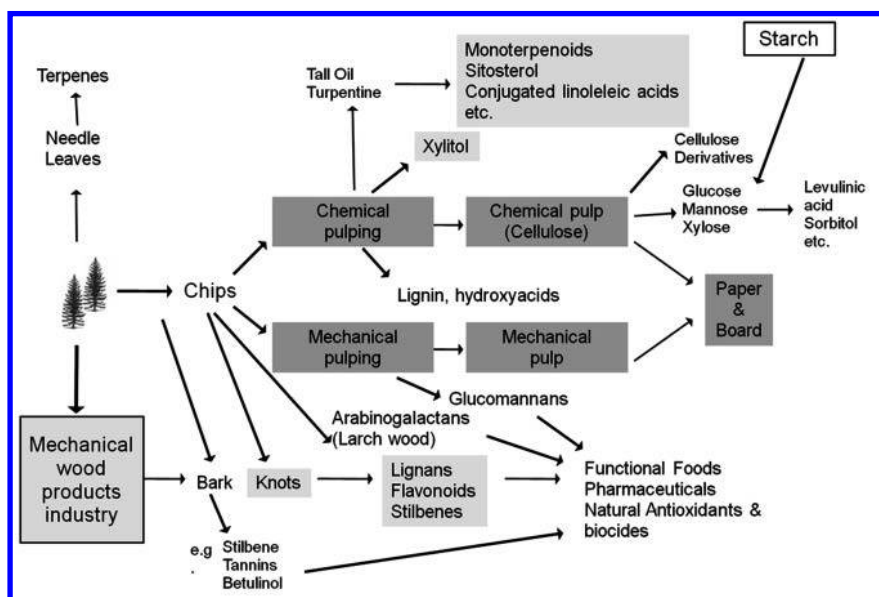 Terpenes
Needle
Leaves
Tall Oil
Turpentine
Monoterpenoids
Sitosterol
Conjugated linoleleic acids
etc.
Starch
Xylitol
Cellulose
Derivatives
Chemical
pulping
Chemical pulp
(Cellulose)
Glucose
Mannose
Xylose
Levulinic
acid
Sorbitol
etc.
Chips
Lignin, hydroxyacids
Paper
&
Board
Mechanical
pulping
Mechanical
pulp
Glucomannans
Arabinogalactans
(Larch wood)
Mechanical
wood
products
industry
Bark
Knots
Lignans
Flavonoids
Stilbenes
Functional Foods
Pharmaceuticals
Natural Antioxidants &
biocides
e.g
.
Stilbene
Tannins
Betulinol